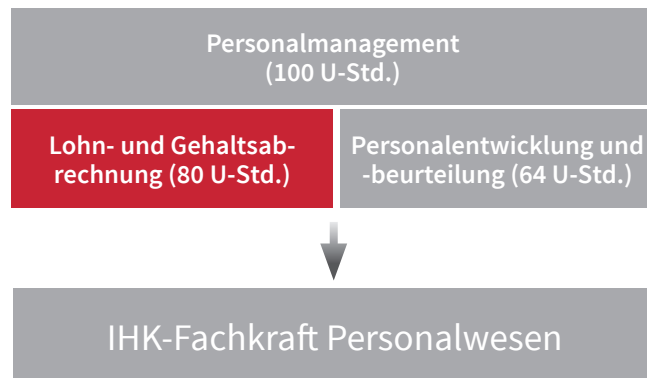 Personalmanagement
(100 U-Std.)
Lohn- und Gehaltsab-
rechnung (80 U-Std.)
Personalentwicklung und
-beurteilung (64 U-Std.)
IHK-Fachkraft Personalwesen